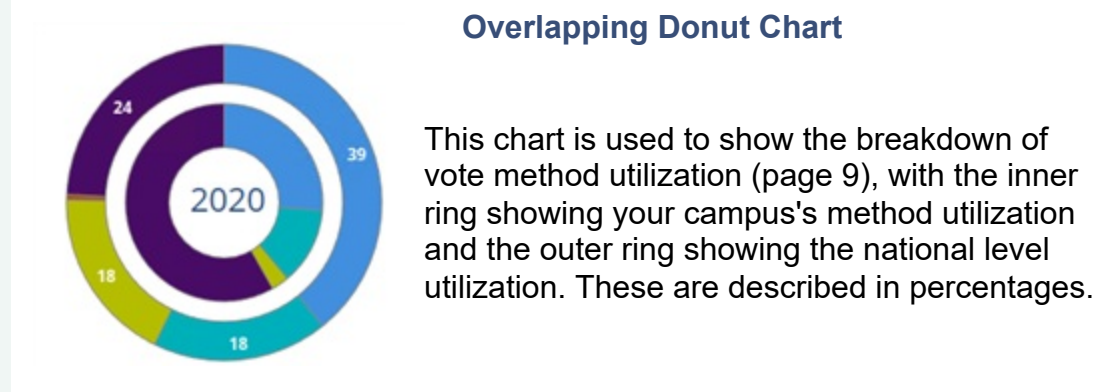 Overlapping Donut Chart
24
39
2020
18
18
This chart is used to show the breakdown of
vote method utilization (page 9), with the inner
ring showing your campus's method utilization
and the outer ring showing the national level
utilization. These are described in percentages.